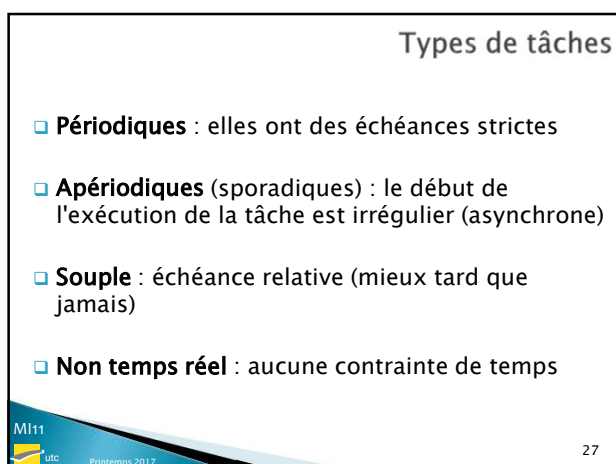 Types de tâches
Périodiques : elles ont des échéances strictes
Apériodiques (sporadiques) : le début de
l'exécution de la tâche est irrégulier (asynchrone)
Souple : échéance relative (mieux tard que
jamais)
Non temps réel : aucune contrainte de temps
MI11
utc
Printemps 2017
27